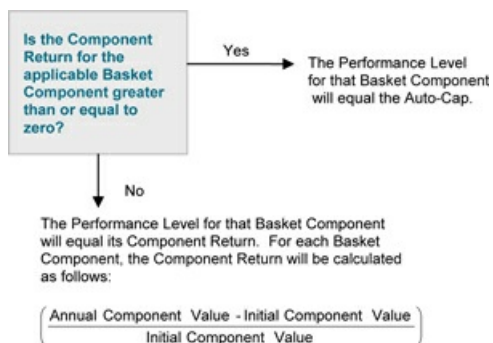 Is the Component
Return for the
applicable Basket
Component greater
than or equal to
zero?
Yes
The Performance Level
for that Basket Component
will equal the Auto-Cap.
No
The Performance Level for that Basket Component
will equal its Component Return. For each Basket
Component, the Component Return will be calculated
as follows:
Annual Component Value - Initial Component Value
Initial Component Value